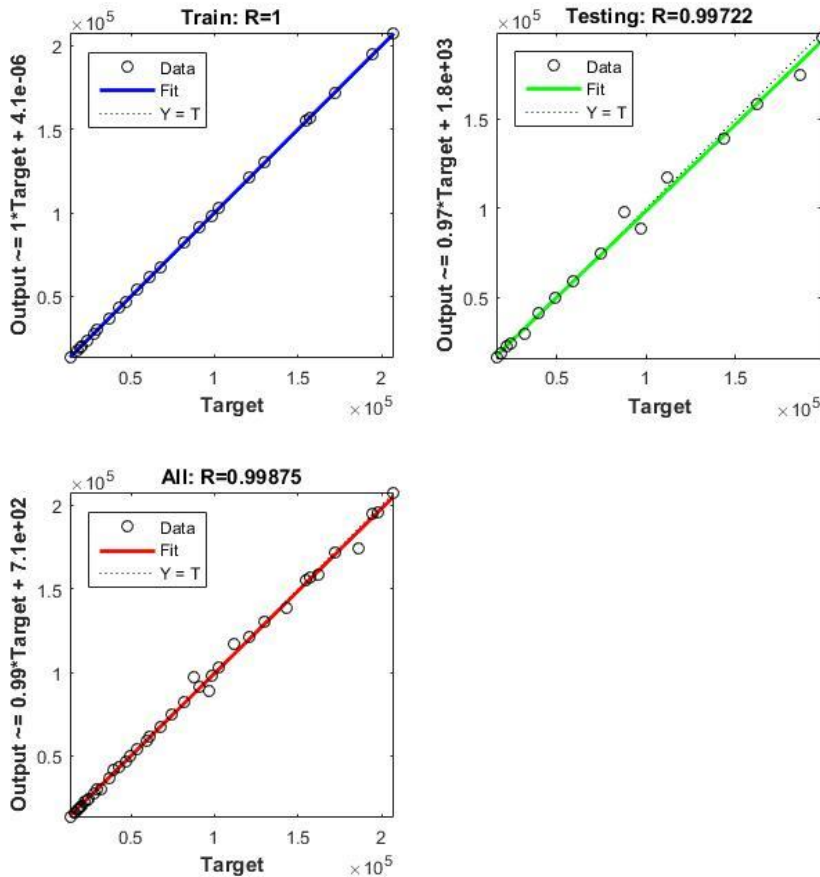 Train: R=1
× 10^5
Output ~= 1*Target + 4.1e-06
Data
Fit
Y = T
2
1.5
1
0.5
0.5
1
1.5
2
Target
× 10^5
Testing: R=0.99722
× 10^5
Output ~= 0.97*Target + 1.8e+03
Data
Fit
Y = T
1.5
1
0.5
0.5
1
1.5
Target
× 10^5
All: R=0.99875
× 10^5
Output ~= 0.99*Target + 7.1e+02
Data
Fit
Y = T
2
1.5
1
0.5
0.5
1
1.5
2
Target
× 10^5